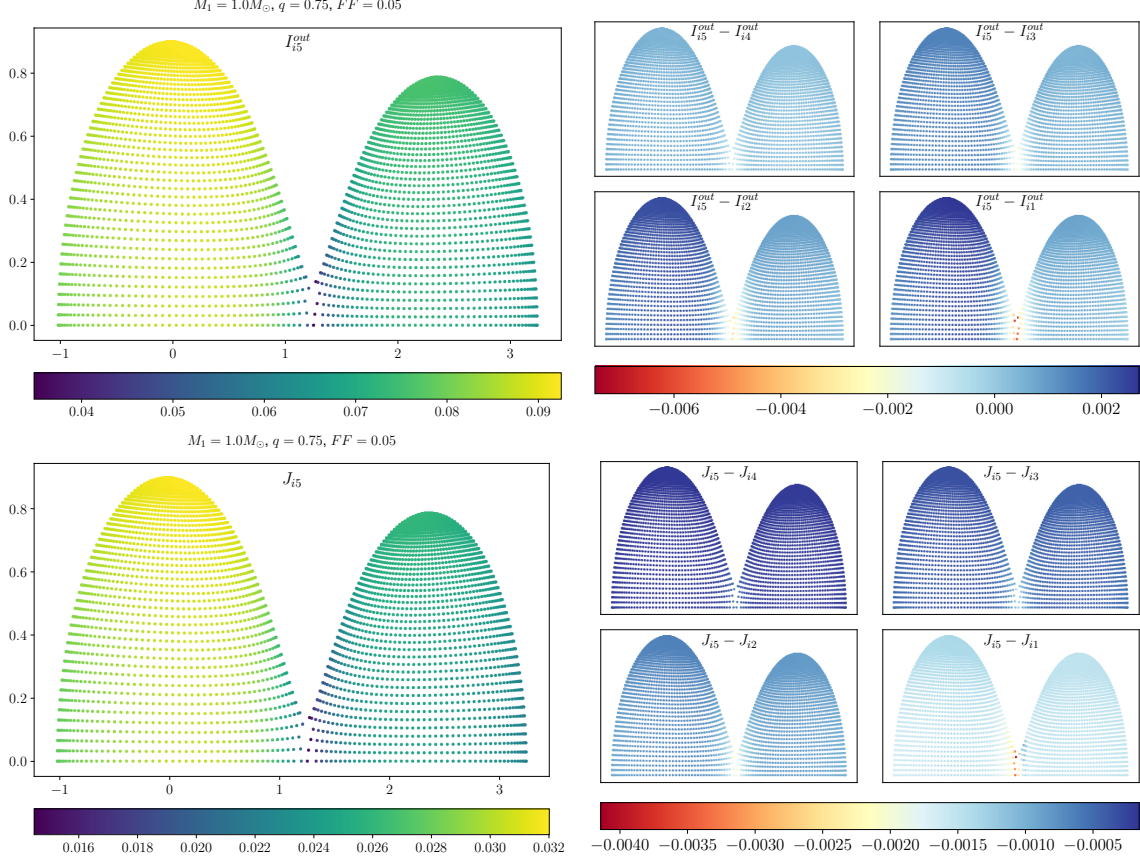 M₁ = 1.0M⊙, q = 0.75, FF = 0.05
I_{i5}^{out}
0.8
0.6
0.4
0.2
0.0
−1 0 1 2 3
0.04 0.05 0.06 0.07 0.08 0.09
I_{i5}^{out} − I_{i4}^{out}
I_{i5}^{out} − I_{i3}^{out}
I_{i5}^{out} − I_{i2}^{out}
I_{i5}^{out} − I_{i1}^{out}
−0.006 −0.004 −0.002 0.000 0.002
M₁ = 1.0M⊙, q = 0.75, FF = 0.05
J_{i5}
0.8
0.6
0.4
0.2
0.0
−1 0 1 2 3
0.016 0.018 0.020 0.022 0.024 0.026 0.028 0.030 0.032
J_{i5} − J_{i4}
J_{i5} − J_{i3}
J_{i5} − J_{i2}
J_{i5} − J_{i1}
−0.0040 −0.0035 −0.0030 −0.0025 −0.0020 −0.0015 −0.0010 −0.0005